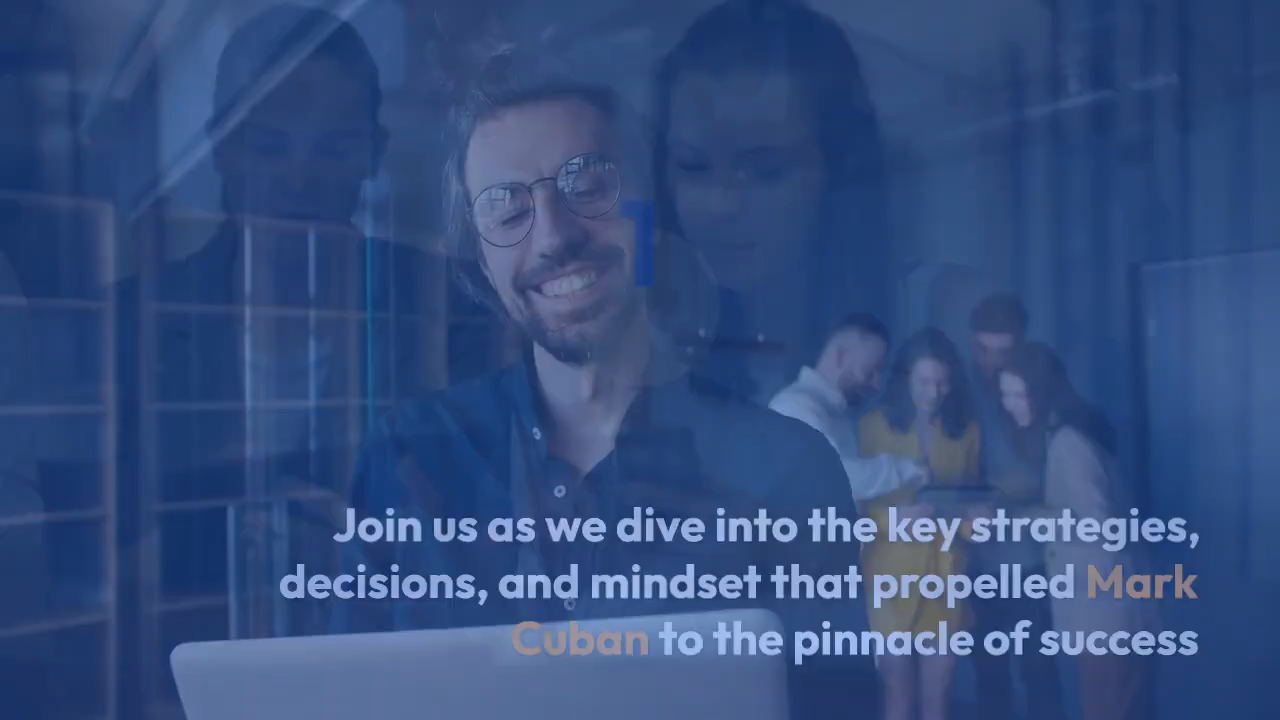 1
Join us as we dive into the key strategies,
decisions, and mindset that propelled Mark
Cuban to the pinnacle of success